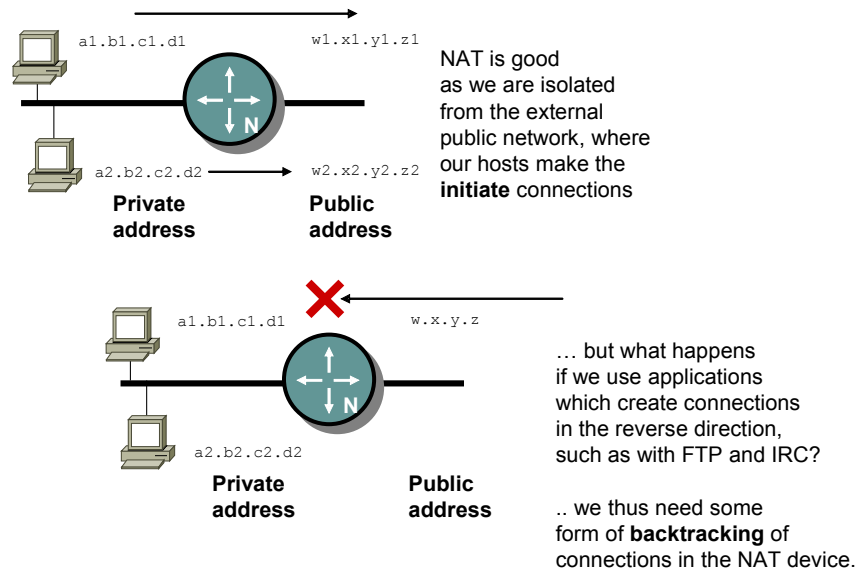 a1.b1.c1.d1
w1.x1.y1.z1
N
a2.b2.c2.d2
w2.x2.y2.z2
Private
address
Public
address
NAT is good
as we are isolated
from the external
public network, where
our hosts make the
initiate connections
a1.b1.c1.d1
w.x.y.z
N
a2.b2.c2.d2
Private
address
Public
address
… but what happens
if we use applications
which create connections
in the reverse direction,
such as with FTP and IRC?
.. we thus need some
form of backtracking of
connections in the NAT device.